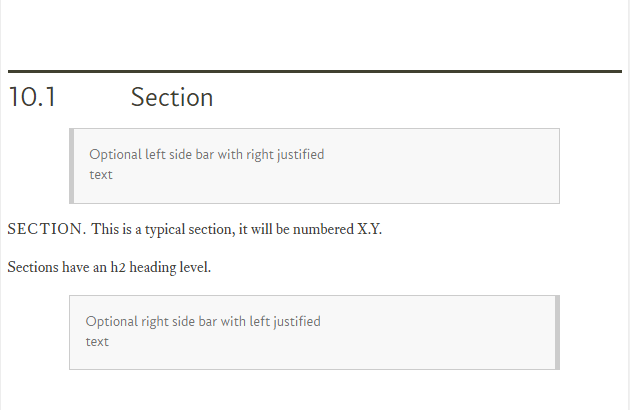 10.1 Section
Optional left side bar with right justified
text
SECTION. This is a typical section, it will be numbered X.Y.
Sections have an h2 heading level.
Optional right side bar with left justified
text